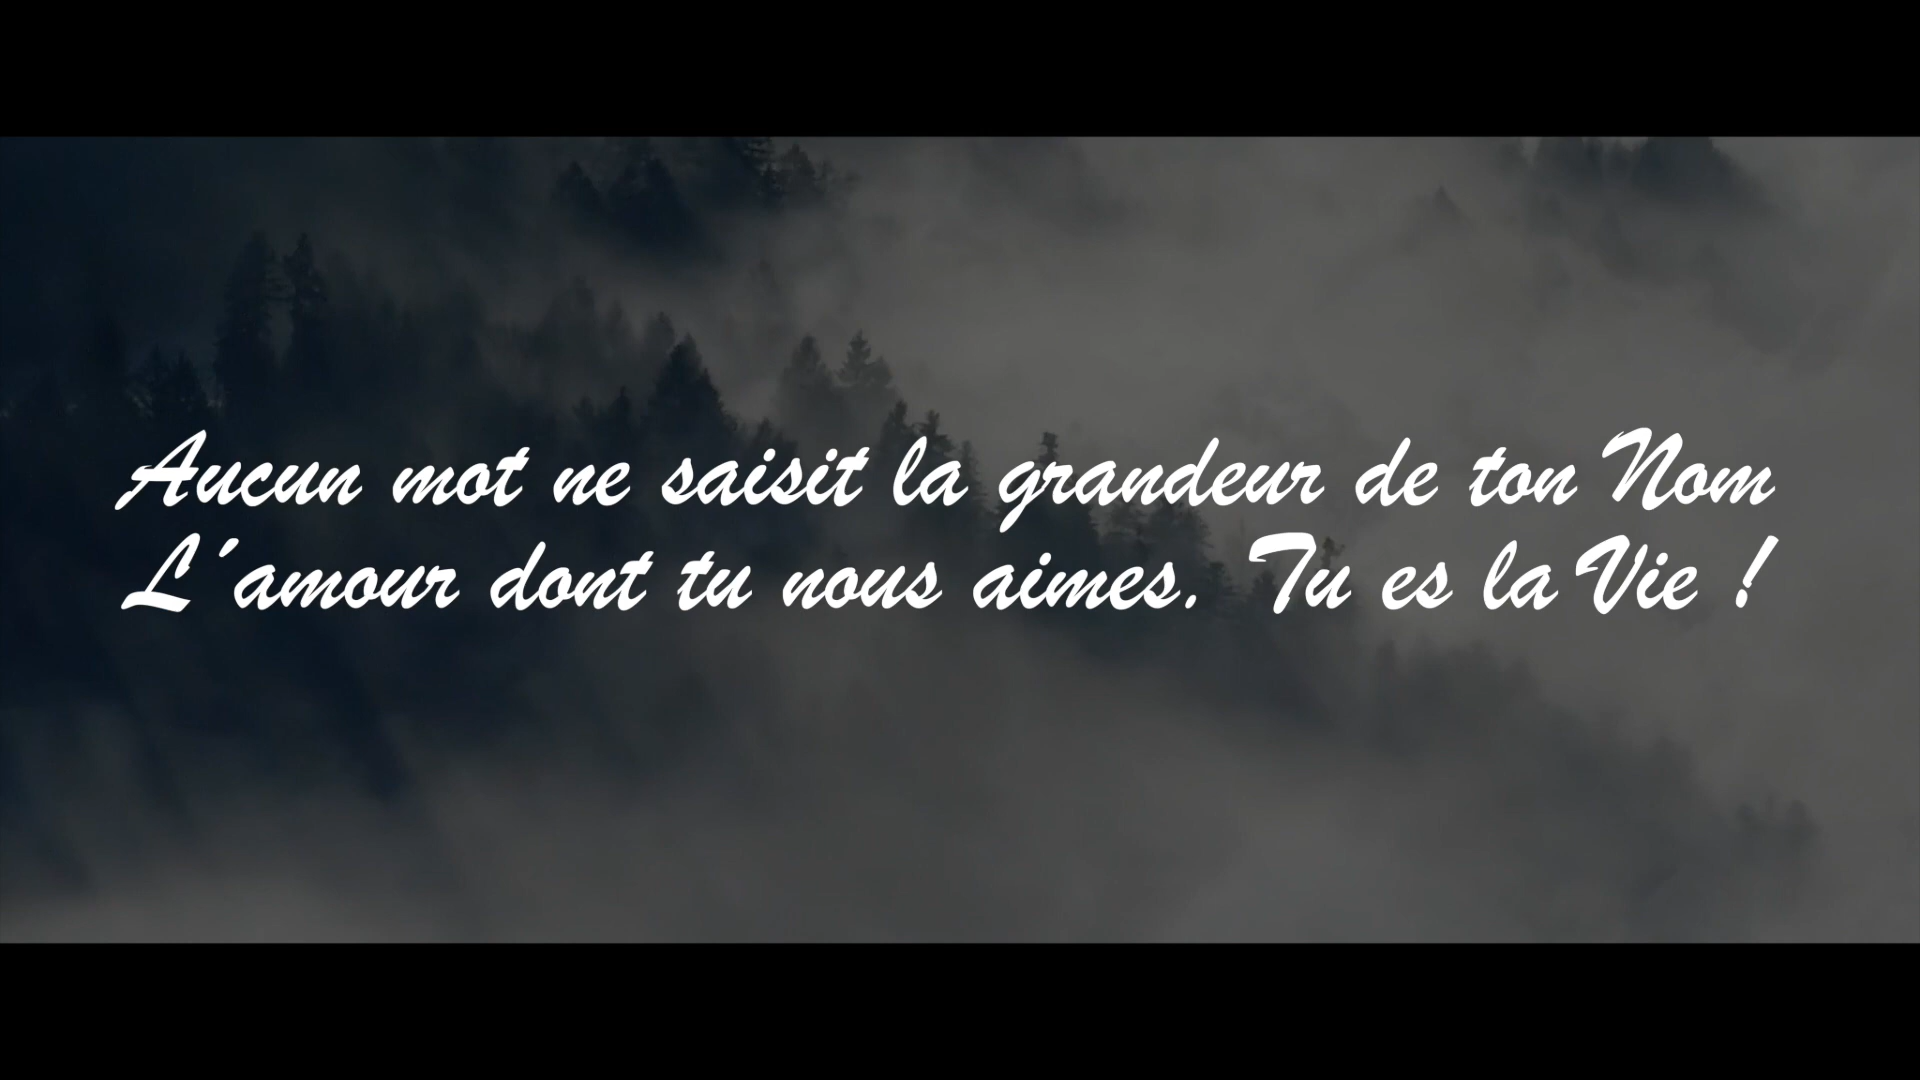 Aucun mot ne saisit la grandeur de ton Nom
L´amour dont tu nous aimes. Tu es la Vie !